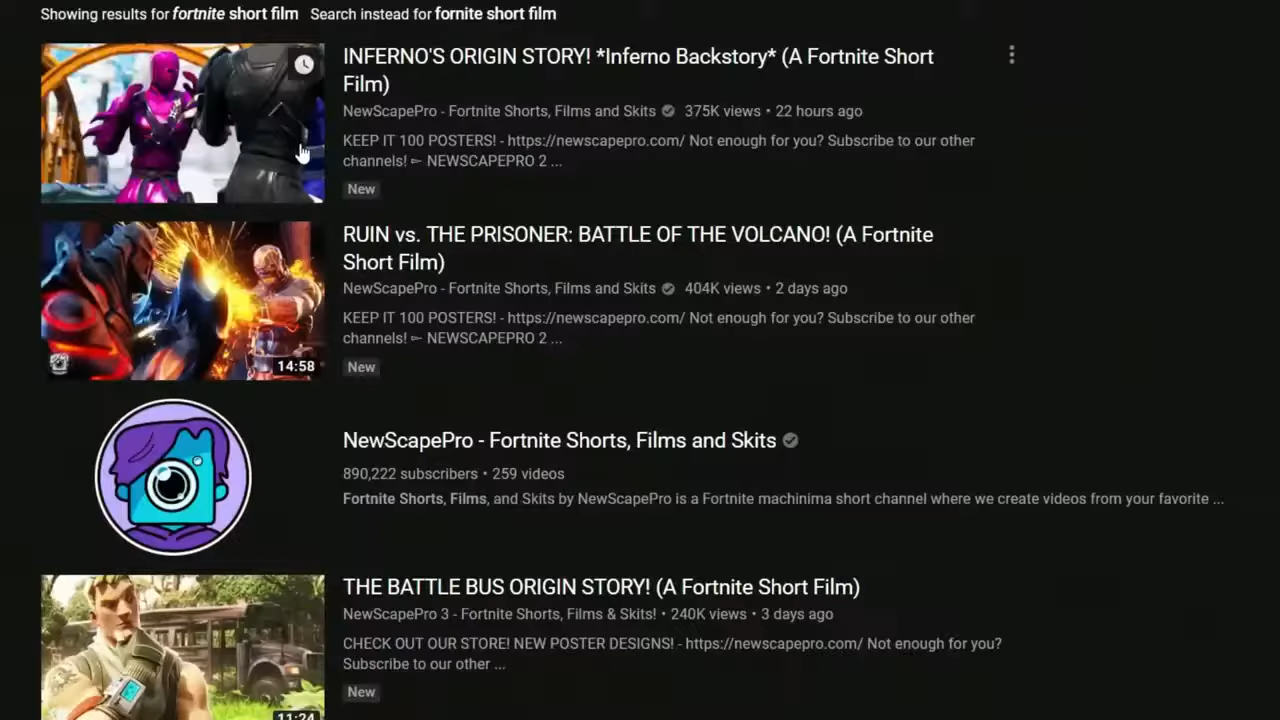 Showing results for fortnite short film Search instead for fornite short film
INFERNO'S ORIGIN STORY! *Inferno Backstory* (A Fortnite Short
Film)
NewScapePro - Fortnite Shorts, Films and Skits 375K views • 22 hours ago
KEEP IT 100 POSTERS! - https://newscapepro.com/ Not enough for you? Subscribe to our other
channels! ➳ NEWSCAPEPRO 2 ...
New
RUIN vs. THE PRISONER: BATTLE OF THE VOLCANO! (A Fortnite
Short Film)
NewScapePro - Fortnite Shorts, Films and Skits 404K views • 2 days ago
KEEP IT 100 POSTERS! - https://newscapepro.com/ Not enough for you? Subscribe to our other
channels! ➳ NEWSCAPEPRO 2 ...
14:58
New
NewScapePro - Fortnite Shorts, Films and Skits
890,222 subscribers • 259 videos
Fortnite Shorts, Films, and Skits by NewScapePro is a Fortnite machinima short channel where we create videos from your favorite ...
THE BATTLE BUS ORIGIN STORY! (A Fortnite Short Film)
NewScapePro 3 - Fortnite Shorts, Films & Skits! • 240K views • 3 days ago
CHECK OUT OUR STORE! NEW POSTER DESIGNS! - https://newscapepro.com/ Not enough for you?
Subscribe to our other ...
New
11:24